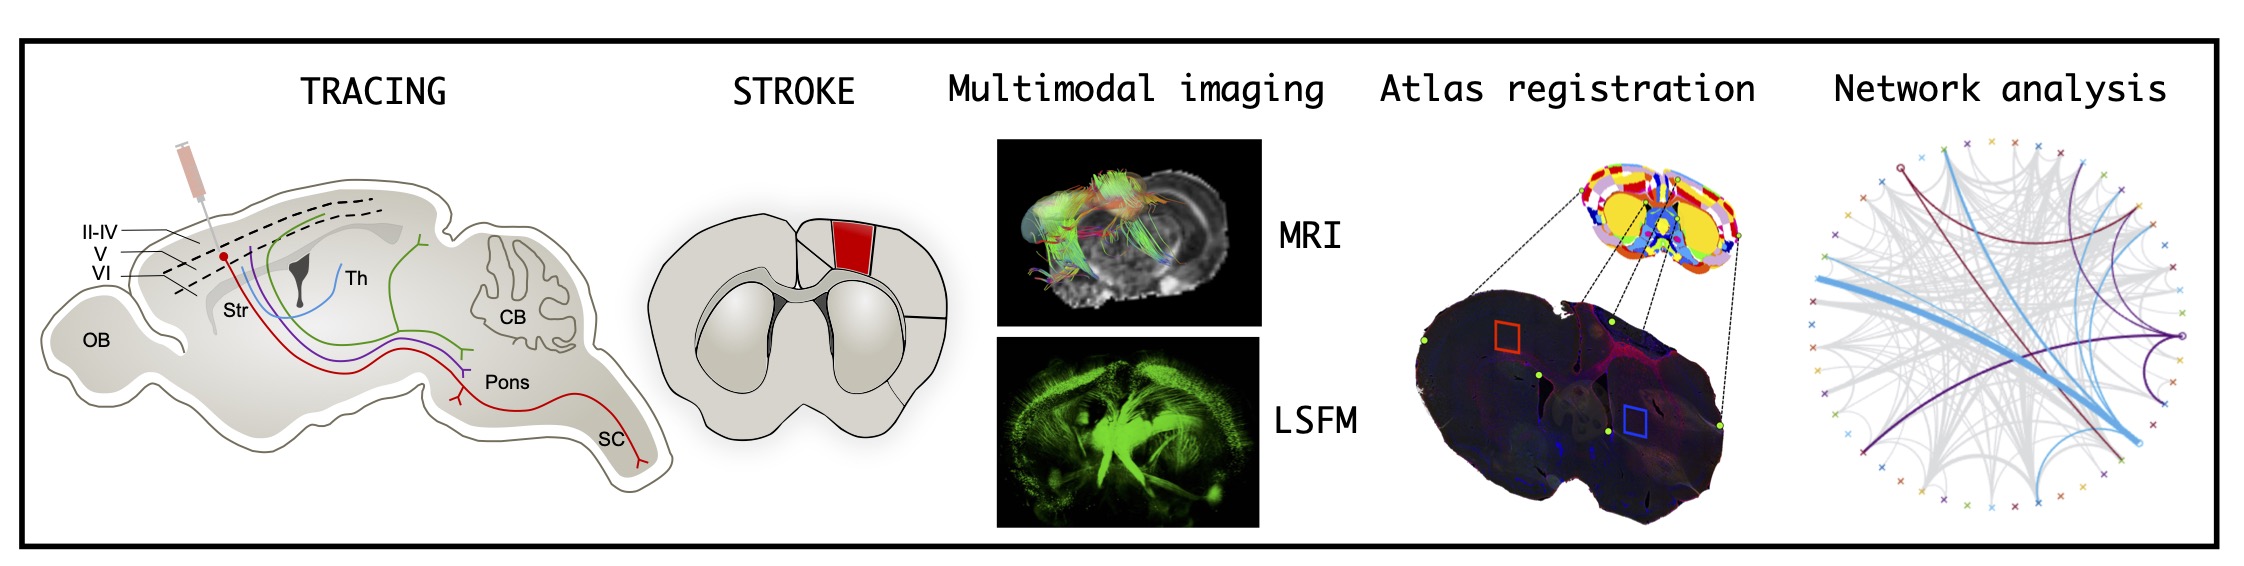 TRACING
II-IV
V
VI
OB
Str
Th
CB
Pons
SC
STROKE
Multimodal imaging
MRI
LSFM
Atlas registration
Network analysis